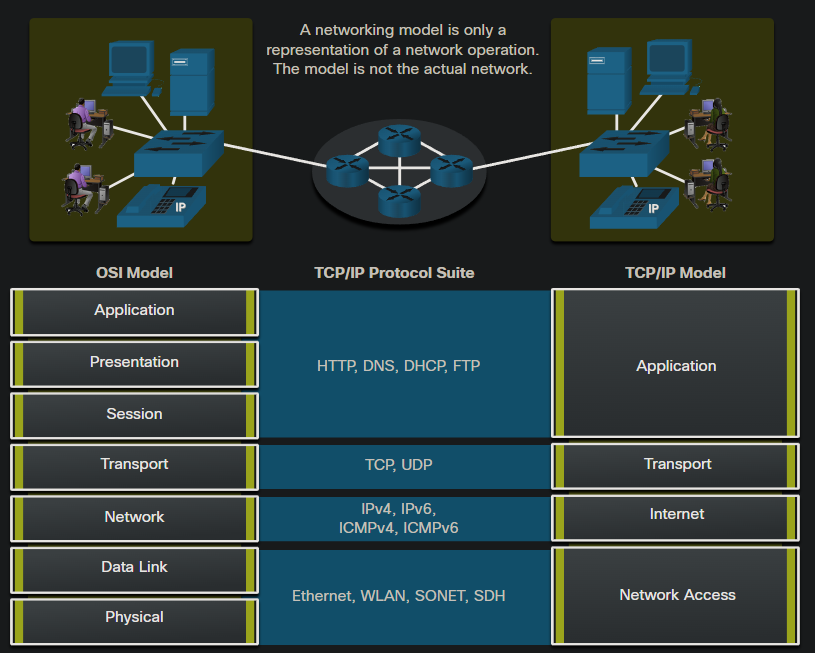 A networking model is only a
representation of a network operation.
The model is not the actual network.
IP
IP
OSI Model
TCP/IP Protocol Suite
TCP/IP Model
Application
Presentation
HTTP, DNS, DHCP, FTP
Application
Session
Transport
TCP, UDP
Transport
Network
IPv4, IPv6,
ICMPv4, ICMPv6
Internet
Data Link
Ethernet, WLAN, SONET, SDH
Network Access
Physical